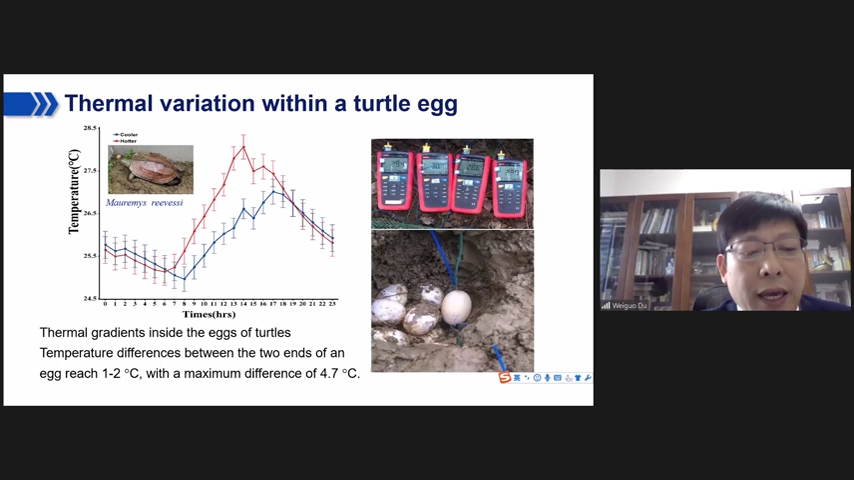 Thermal variation within a turtle egg
28.5
27.5
26.5
25.5
24.5
Temperature(℃)
Cooler
Hotter
Mauremys reevessi
0 1 2 3 4 5 6 7 8 9 10 11 12 13 14 15 16 17 18 19 20 21 22 23
Times(hrs)
Thermal gradients inside the eggs of turtles
Temperature differences between the two ends of an
egg reach 1-2 °C, with a maximum difference of 4.7 °C.
英
Weiguo Du